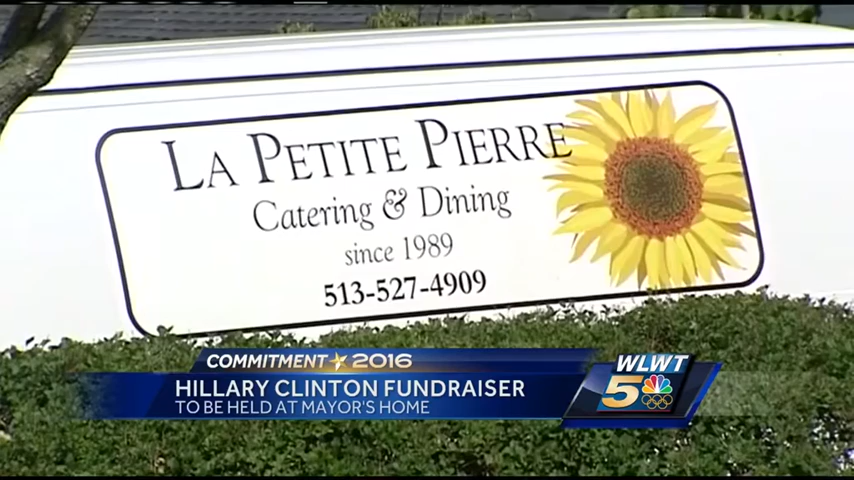 LA PETITE PIERRE
Catering & Dining
since 1989
513-527-4909
COMMITMENT 2016
HILLARY CLINTON FUNDRAISER
TO BE HELD AT MAYOR'S HOME
WLWT
5